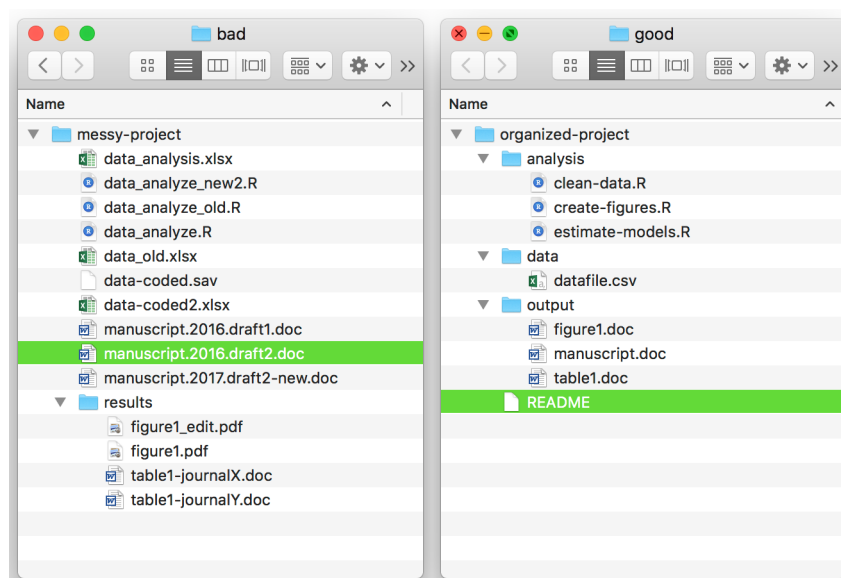 bad
Name
messy-project
data_analysis.xlsx
data_analyze_new2.R
data_analyze_old.R
data_analyze.R
data_old.xlsx
data-coded.sav
data-coded2.xlsx
manuscript.2016.draft1.doc
manuscript.2016.draft2.doc
manuscript.2017.draft2-new.doc
results
figure1_edit.pdf
figure1.pdf
table1-journalX.doc
table1-journalY.doc
good
Name
organized-project
analysis
clean-data.R
create-figures.R
estimate-models.R
data
datafile.csv
output
figure1.doc
manuscript.doc
table1.doc
README